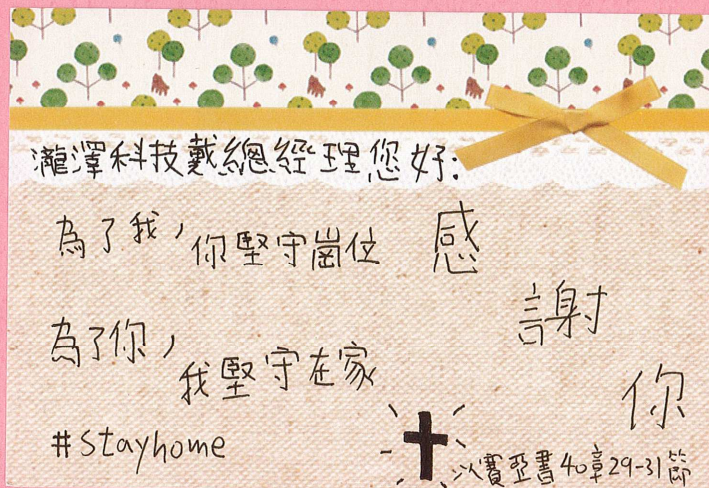 瀧澤科技戴總經理您好:
為了我,你堅守崗位
為了你,我堅守在家
#stayhome
感謝你
以賽亞書40章29-31節